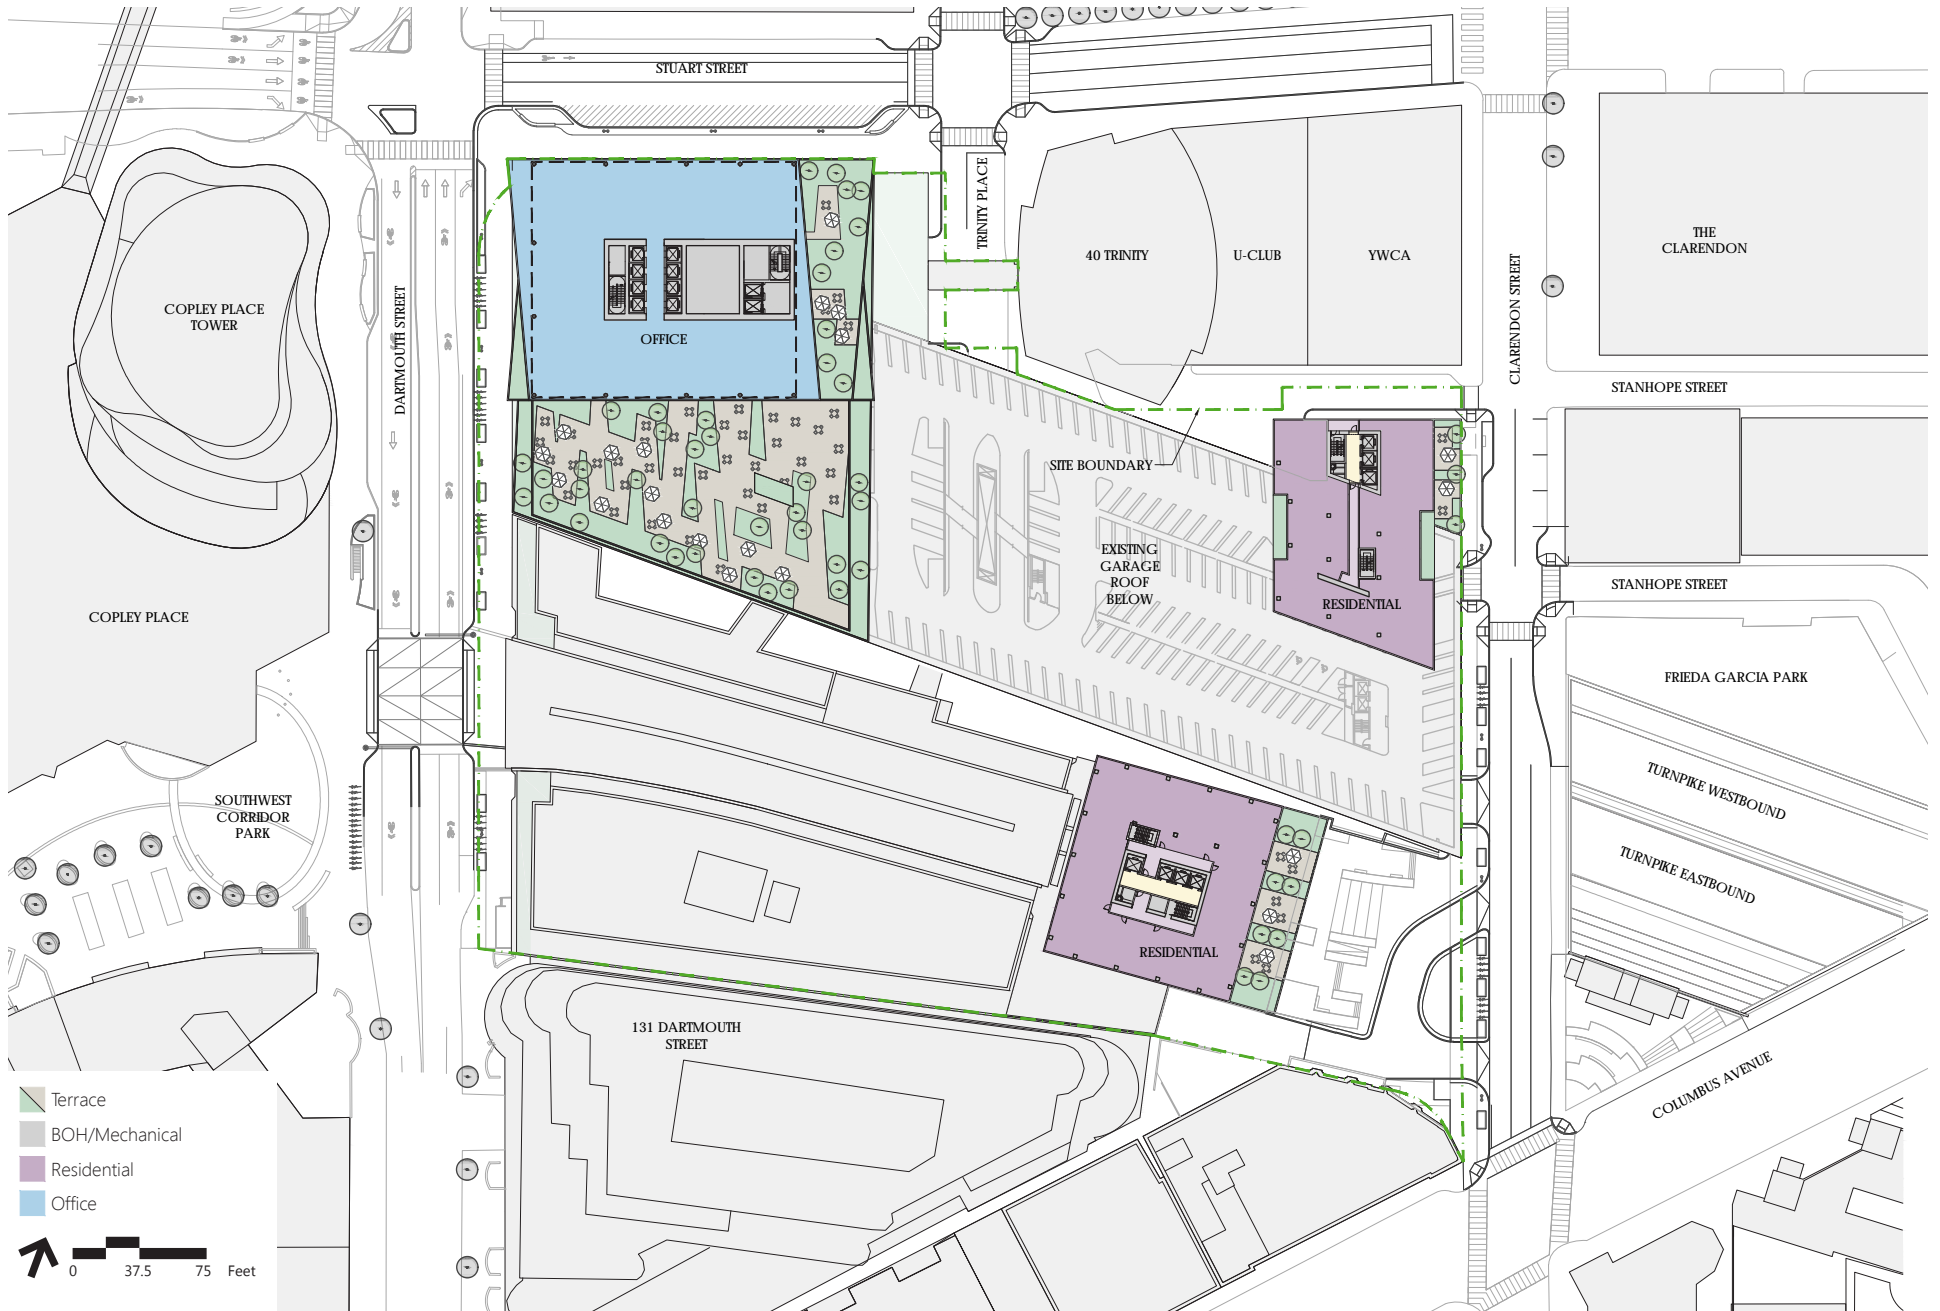 STUART STREET
TRINITY PLACE
40 TRINITY
U-CLUB
YWCA
THE
CLARENDON
CLARENDON STREET
COPLEY PLACE
TOWER
DARTMOUTH STREET
OFFICE
STANHOPE STREET
SITE BOUNDARY
EXISTING
GARAGE
ROOF
BELOW
RESIDENTIAL
STANHOPE STREET
COPLEY PLACE
FRIEDA GARCIA PARK
TURNPIKE WESTBOUND
SOUTHWEST
CORRIDOR
PARK
TURNPIKE EASTBOUND
RESIDENTIAL
131 DARTMOUTH
STREET
COLUMBUS AVENUE
Terrace
BOH/Mechanical
Residential
Office
0 37.5 75 Feet